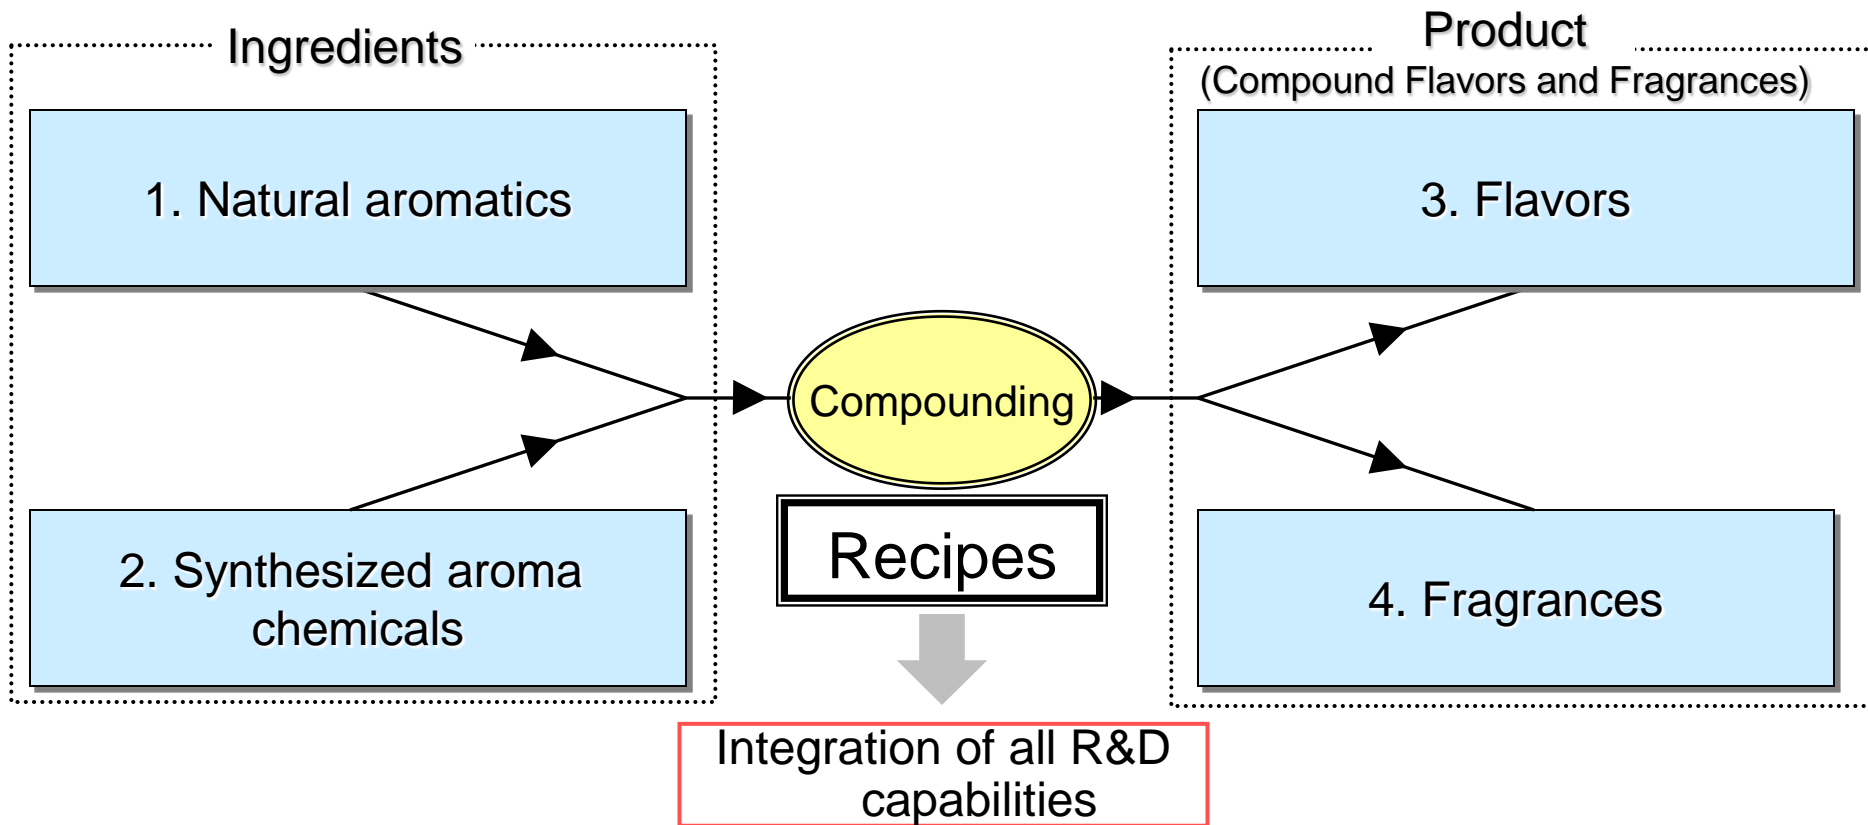 Ingredients
1. Natural aromatics
2. Synthesized aroma
chemicals
Compounding
Recipes
Integration of all R&D
capabilities
Product
(Compound Flavors and Fragrances)
3. Flavors
4. Fragrances